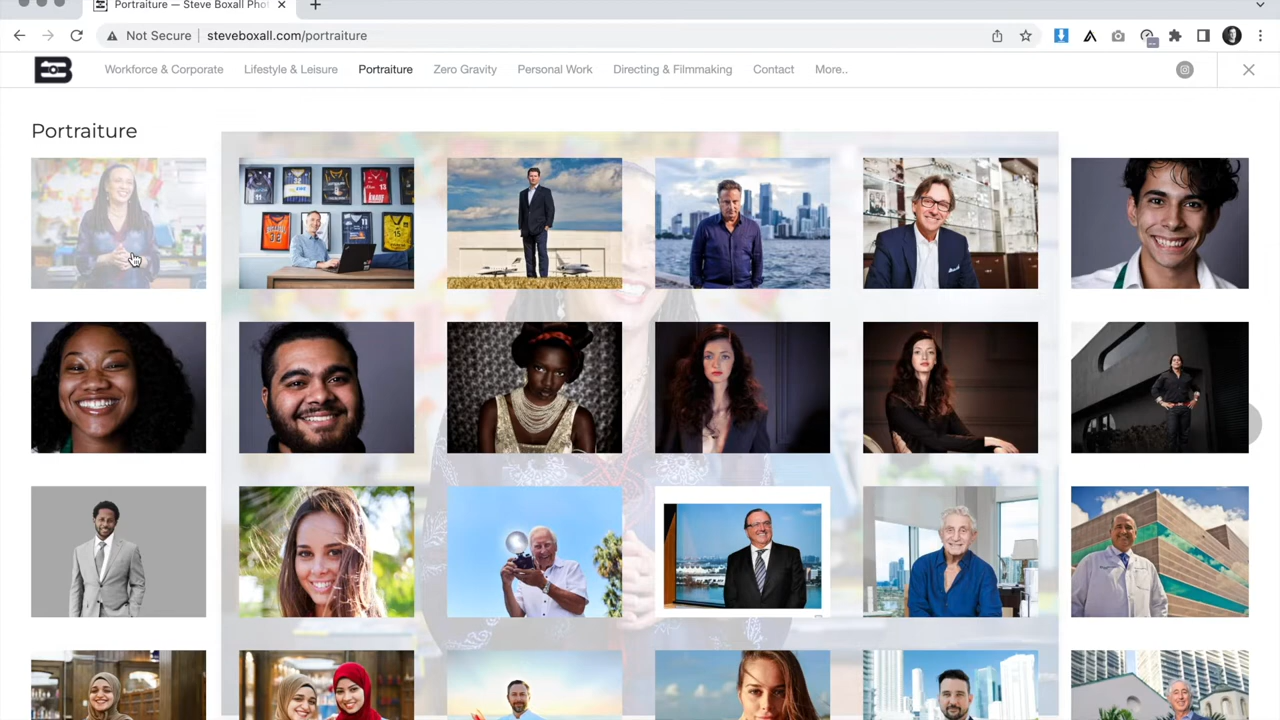 Portraiture — Steve Boxall Pho
Not Secure
steveboxall.com/portraiture
Workforce & Corporate
Lifestyle & Leisure
Portraiture
Zero Gravity
Personal Work
Directing & Filmmaking
Contact
More..
Portraiture